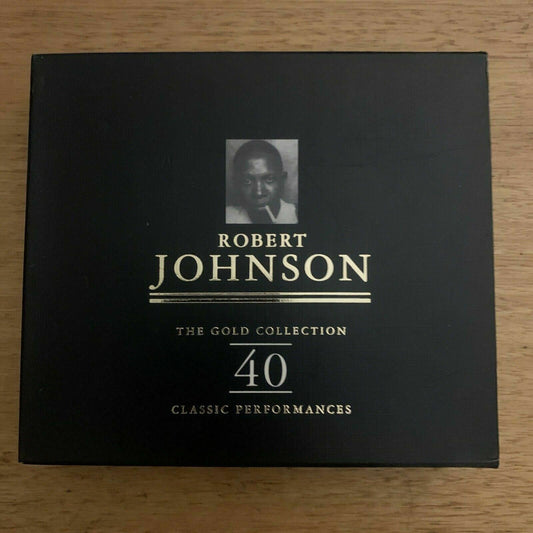 ROBERT
JOHNSON
THE GOLD COLLECTION
40
CLASSIC PERFORMANCES